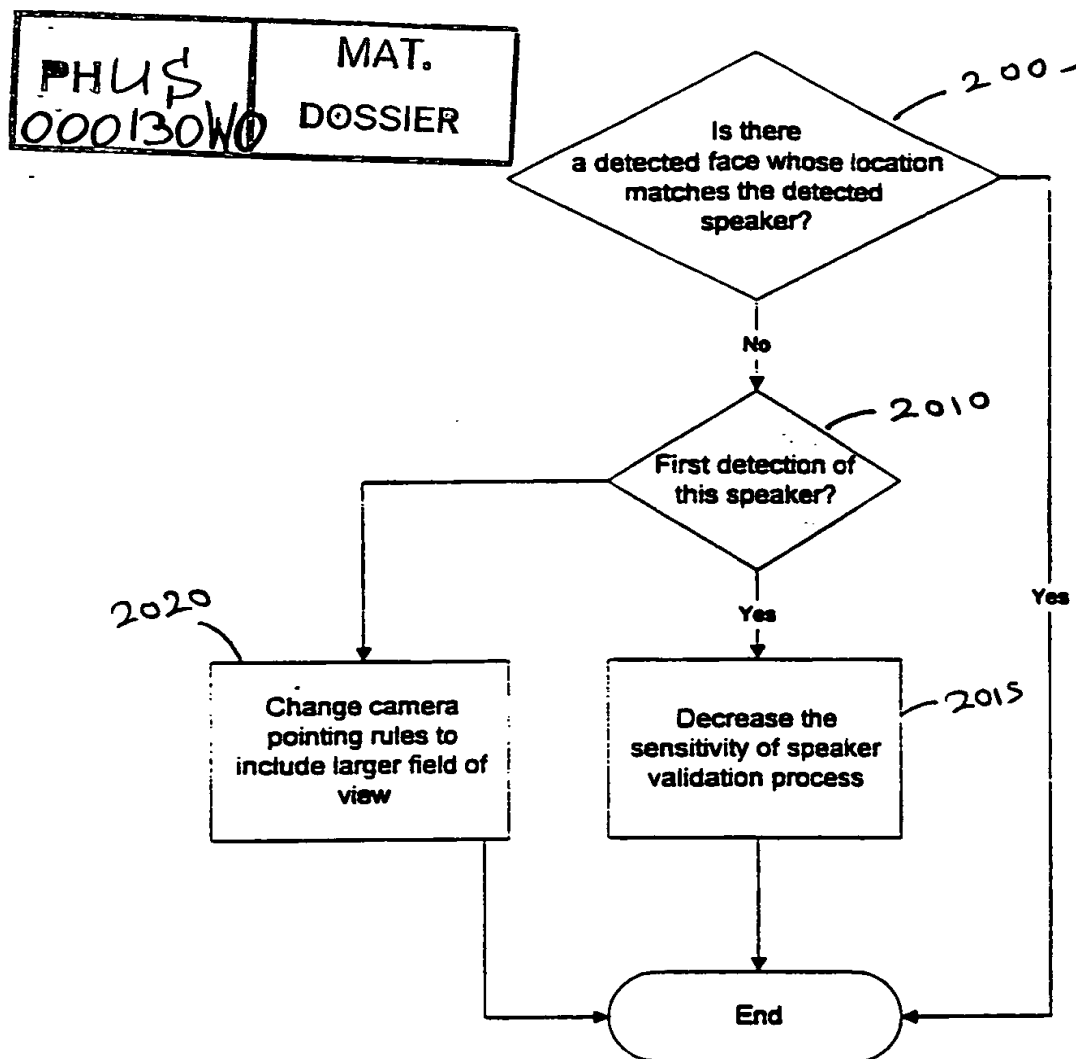 PHUS
000130WO
MAT.
DOSSIER
200
Is there
a detected face whose location
matches the detected
speaker?
No
2010
First detection of
this speaker?
Yes
Yes
2020
Change camera
pointing rules to
include larger field of
view
Decrease the
sensitivity of speaker
validation process
2015
End